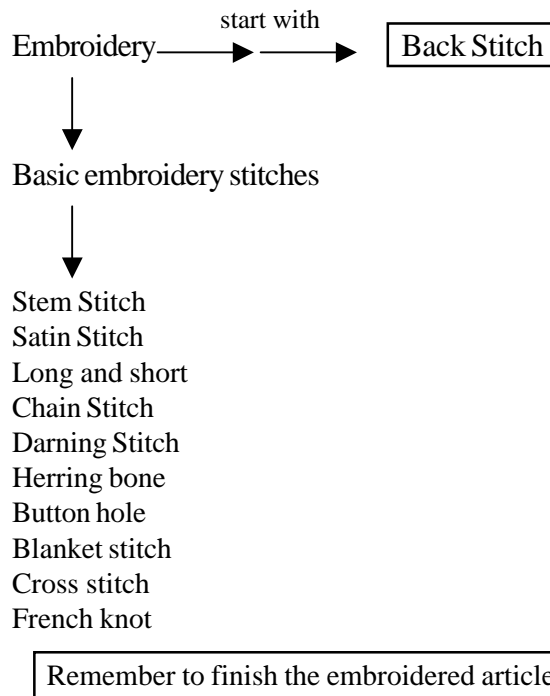 start with
Embroidery
Back Stitch
Basic embroidery stitches
Stem Stitch
Satin Stitch
Long and short
Chain Stitch
Darning Stitch
Herring bone
Button hole
Blanket stitch
Cross stitch
French knot
Remember to finish the embroidered article